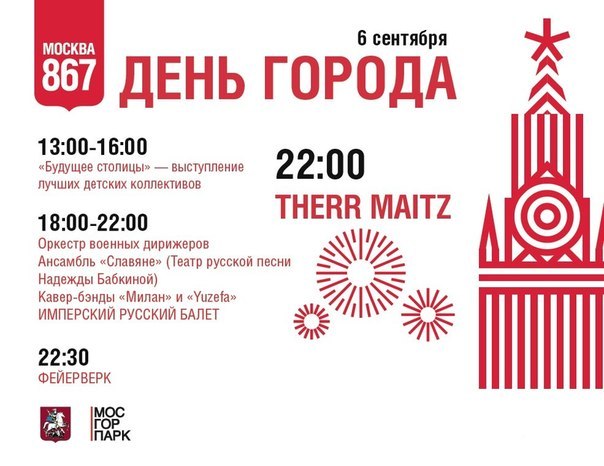 МОСКВА
867
6 сентября
ДЕНЬ ГОРОДА
13:00-16:00
«Будущее столицы» — выступление
лучших детских коллективов
18:00-22:00
Оркестр военных дирижеров
Ансамбль «Славяне» (Театр русской песни
Надежды Бабкиной)
Кавер-бэнды «Милан» и «Yuzefa»
ИМПЕРСКИЙ РУССКИЙ БАЛЕТ
22:30
ФЕЙЕРВЕРК
22:00
THERR MAITZ
МОС
ГОР
ПАРК